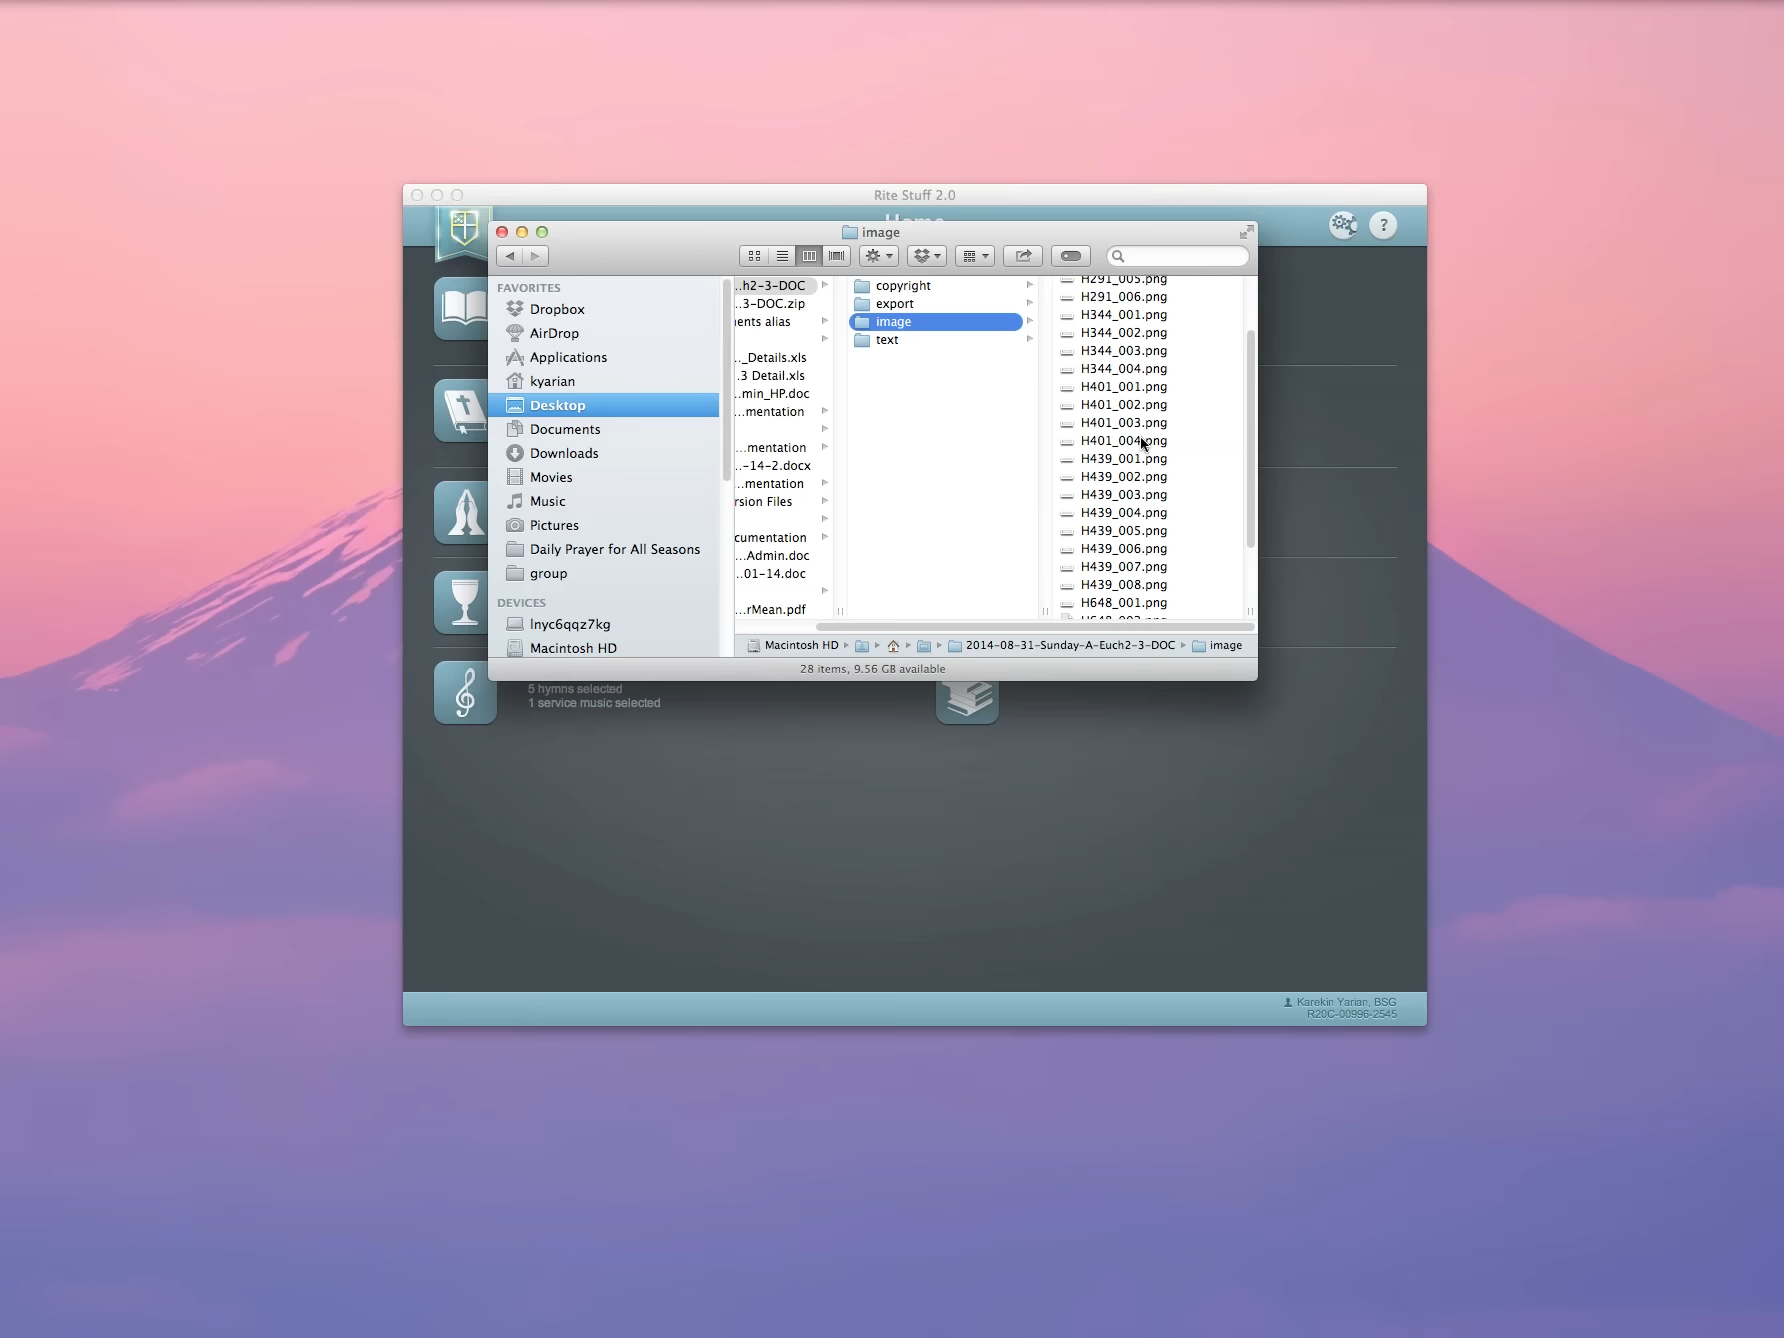 Rite Stuff 2.0
Home
?
image
FAVORITES
Dropbox
AirDrop
Applications
kyarian
Desktop
Documents
Downloads
Movies
Music
Pictures
Daily Prayer for All Seasons
group
DEVICES
lnyc6qqz7kg
Macintosh HD
...h2-3-DOC
...3-DOC.zip
ents alias
..._Details.xls
...3 Detail.xls
...min_HP.doc
...mentation
...mentation
...-14-2.docx
...mentation
rsion Files
cumentation
...Admin.doc
...01-14.doc
...rMean.pdf
copyright
export
image
text
H291_005.png
H291_006.png
H344_001.png
H344_002.png
H344_003.png
H344_004.png
H401_001.png
H401_002.png
H401_003.png
H401_004.png
H439_001.png
H439_002.png
H439_003.png
H439_004.png
H439_005.png
H439_006.png
H439_007.png
H439_008.png
H648_001.png
Macintosh HD
2014-08-31-Sunday-A-Euch2-3-DOC
image
28 items, 9.56 GB available
5 hymns selected
1 service music selected
Karekin Yarian, BSG
R20C-00996-2545